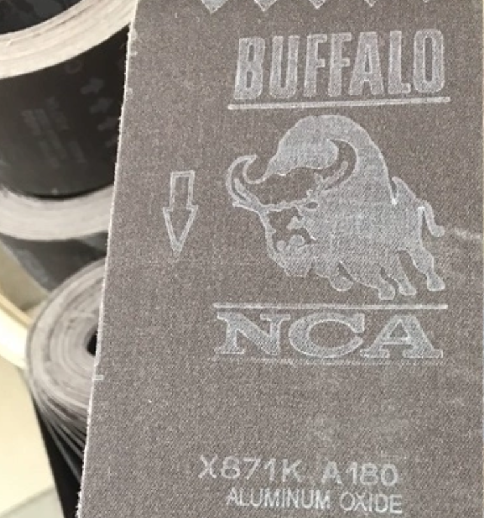 BUFFALO
NCA
X871K A180
ALUMINUM OXIDE